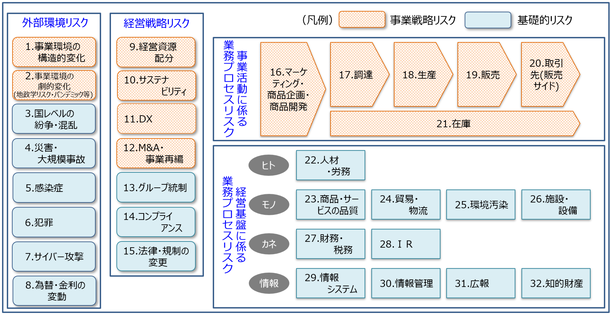 外部環境リスク
1.事業環境の
構造的変化
2.事業環境の
劇的変化
(地政学リスク・パンデミック等)
3.国レベルの
紛争・混乱
4.災害・
大規模事故
5.感染症
6.犯罪
7.サイバー攻撃
8.為替・金利の
変動
経営戦略リスク
9.経営資源
配分
10.サステナ
ビリティ
11.DX
12.M&A・
事業再編
13.グループ統制
14.コンプライ
アンス
15.法律・規制の
変更
（凡例）
事業戦略リスク
基礎的リスク
事業活動に係る
業務プロセスリスク
16.マーケ
ティング・
商品企画・
商品開発
17.調達
18.生産
19.販売
20.取引
先(販売
サイド)
21.在庫
経営基盤に係る
業務プロセスリスク
ヒト
22.人材
・労務
モノ
23.商品・サー
ビスの品質
24.貿易・
物流
25.環境汚染
26.施設・
設備
カネ
27.財務・
税務
28.ＩＲ
情報
29.情報
システム
30.情報管理
31.広報
32.知的財産